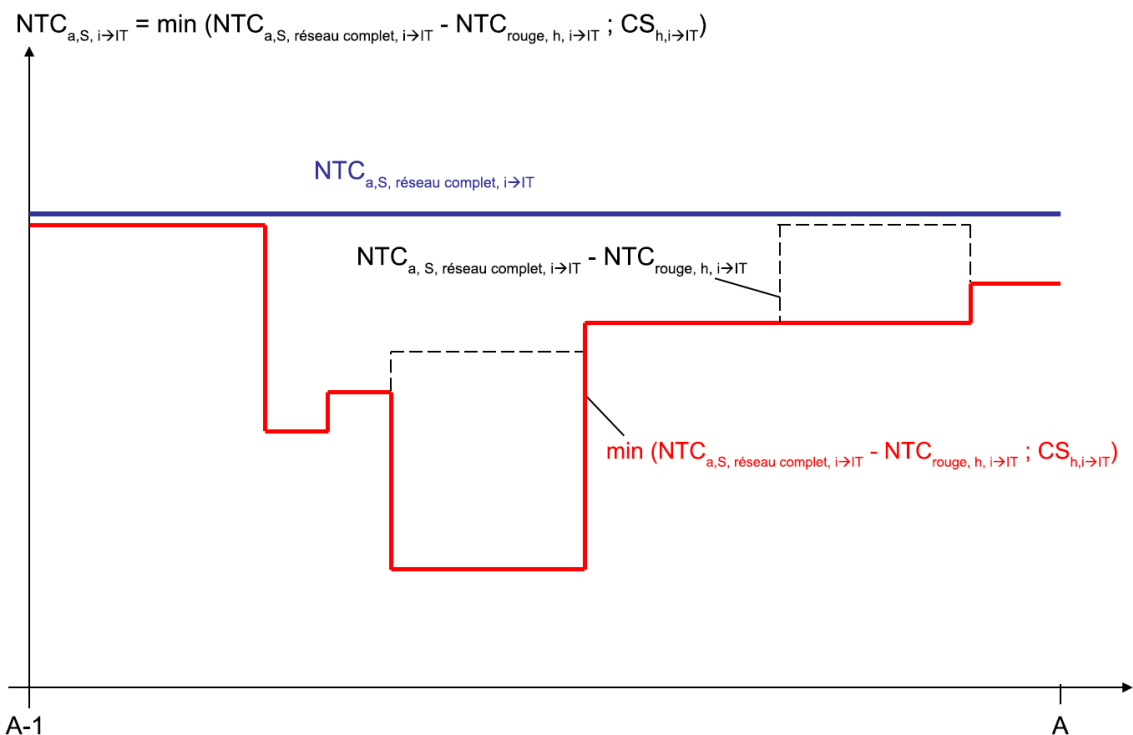 NTCa,S, i→IT = min (NTCa,S, réseau complet, i→IT - NTCrouge, h, i→IT ; CSh,i→IT)
NTCa,S, réseau complet, i→IT
NTCa, S, réseau complet, i→IT - NTCrouge, h, i→IT
min (NTCa,S, réseau complet, i→IT - NTCrouge, h, i→IT ; CSh,i→IT)
A-1
A